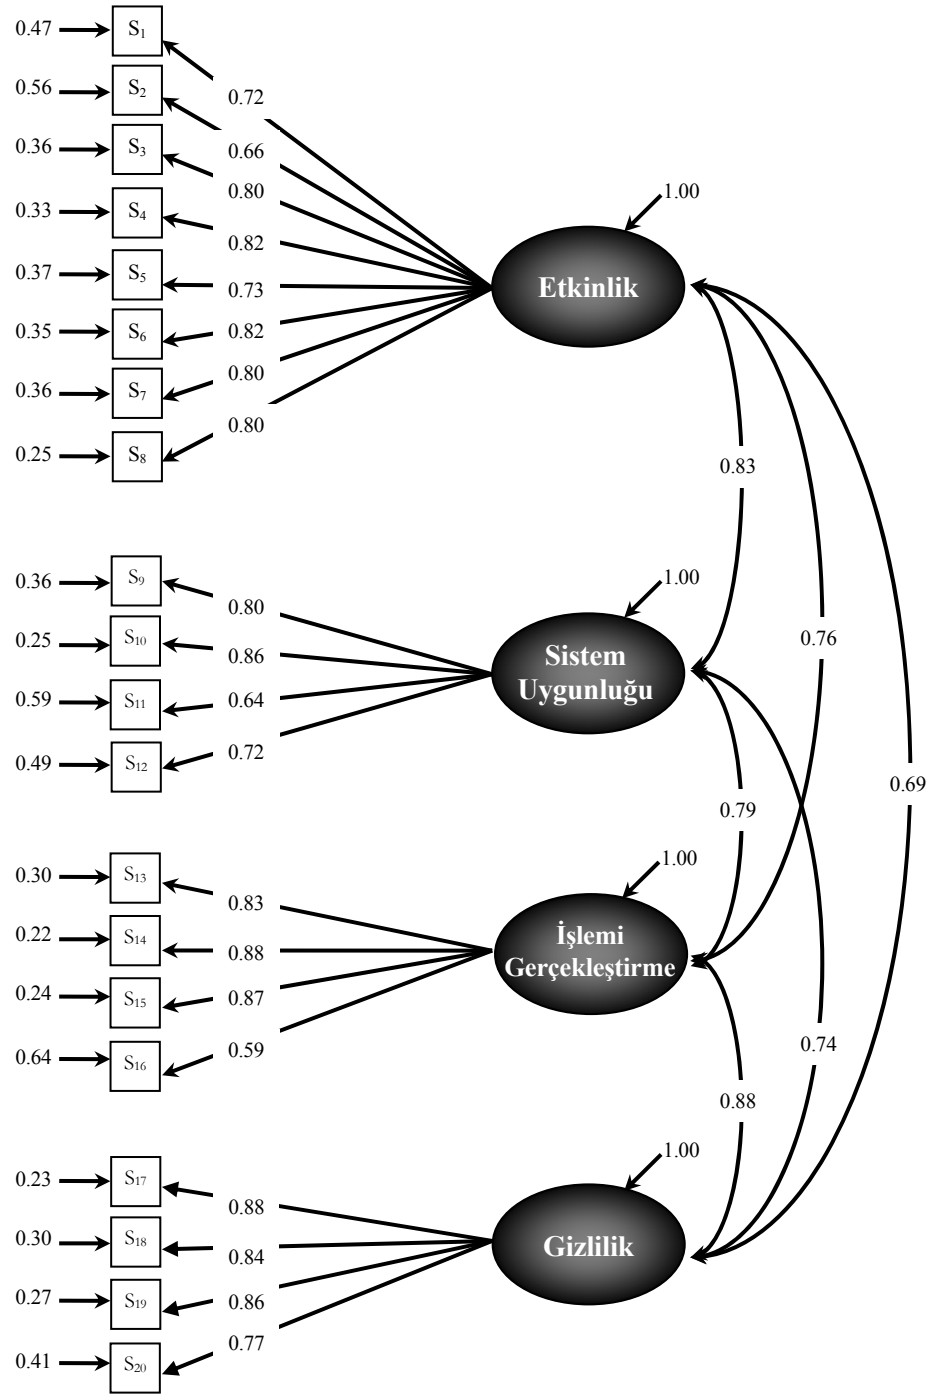 0.47 S1 0.72
0.56 S2 0.66
0.36 S3 0.80
0.33 S4 0.82
0.37 S5 0.73
0.35 S6 0.82
0.36 S7 0.80
0.25 S8 0.80
1.00
Etkinlik
0.83
0.36 S9 0.80
0.25 S10 0.86
0.59 S11 0.64
0.49 S12 0.72
1.00
Sistem
Uygunluğu
0.76
0.69
0.79
0.30 S13 0.83
0.22 S14 0.88
0.24 S15 0.87
0.64 S16 0.59
1.00
İşlemi
Gerçekleştirme
0.74
0.88
0.23 S17 0.88
0.30 S18 0.84
0.27 S19 0.86
0.41 S20 0.77
1.00
Gizlilik